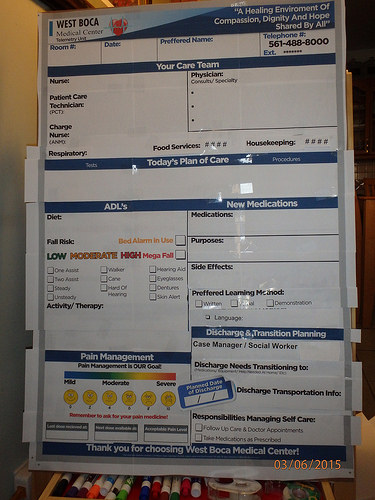 WEST BOCA
Medical Center
Telemetry Unit
"A Healing Enviroment Of
Compassion, Dignity And Hope
Shared By All"
Room #:
Date:
Preffered Name:
Telephone #:
561-488-8000
Ext. *******
Your Care Team
Nurse:
Physician:
Consults/ Specialty
Patient Care
Technician:
(PCT):
Charge
Nurse:
(ANM):
Food Services: ####
Housekeeping: ####
Respiratory:
Tests
Today's Plan of Care
Procedures
ADL's
New Medications
Diet:
Medications:
Fall Risk:
Bed Alarm In Use
Purposes:
LOW MODERATE HIGH Mega Fall
One Assist
Walker
Hearing Aid
Two Assist
Cane
Eyeglasses
Steady
Hard Of
Hearing
Dentures
Unsteady
Skin Alert
Side Effects:
Activity/ Therapy:
Preffered Learning Method:
Written
Demonstration
Language:
Discharge & Transition Planning
Case Manager / Social Worker
Pain Management
Pain Management is OUR Goal!
Mild
Moderate
Severe
Discharge Needs Transitioning to:
Planned Date
of Discharge
Discharge Transportation Info:
Remember to ask for your pain medicine!
Last dose received at:
Next dose available at:
Acceptable Pain Level
Responsibilities Managing Self Care:
Follow Up Care & Doctor Appointments
Take Medications as Prescribed
Thank you for choosing West Boca Medical Center!
03/06/2015